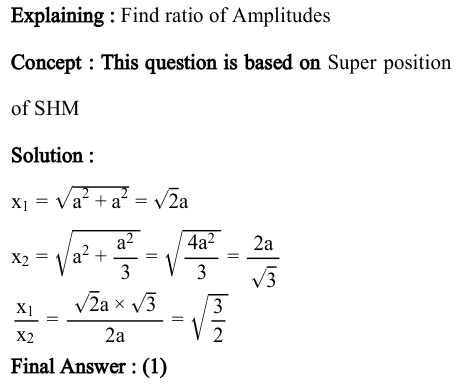 Explaining : Find ratio of Amplitudes
Concept : This question is based on Super position
of SHM
Solution :
x₁ = √(a² + a²) = √2a
x₂ = √(a² + a²/3) = √(4a²/3) = 2a/√3
x₁/x₂ = (√2a × √3)/2a = √(3/2)
Final Answer : (1)